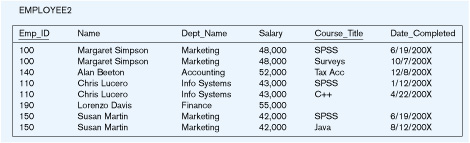 EMPLOYEE2
Emp_ID Name Dept_Name Salary Course_Title Date_Completed
100 Margaret Simpson Marketing 48,000 SPSS 6/19/200X
100 Margaret Simpson Marketing 48,000 Surveys 10/7/200X
140 Alan Beeton Accounting 52,000 Tax Acc 12/8/200X
110 Chris Lucero Info Systems 43,000 SPSS 1/12/200X
110 Chris Lucero Info Systems 43,000 C++ 4/22/200X
190 Lorenzo Davis Finance 55,000
150 Susan Martin Marketing 42,000 SPSS 6/19/200X
150 Susan Martin Marketing 42,000 Java 8/12/200X